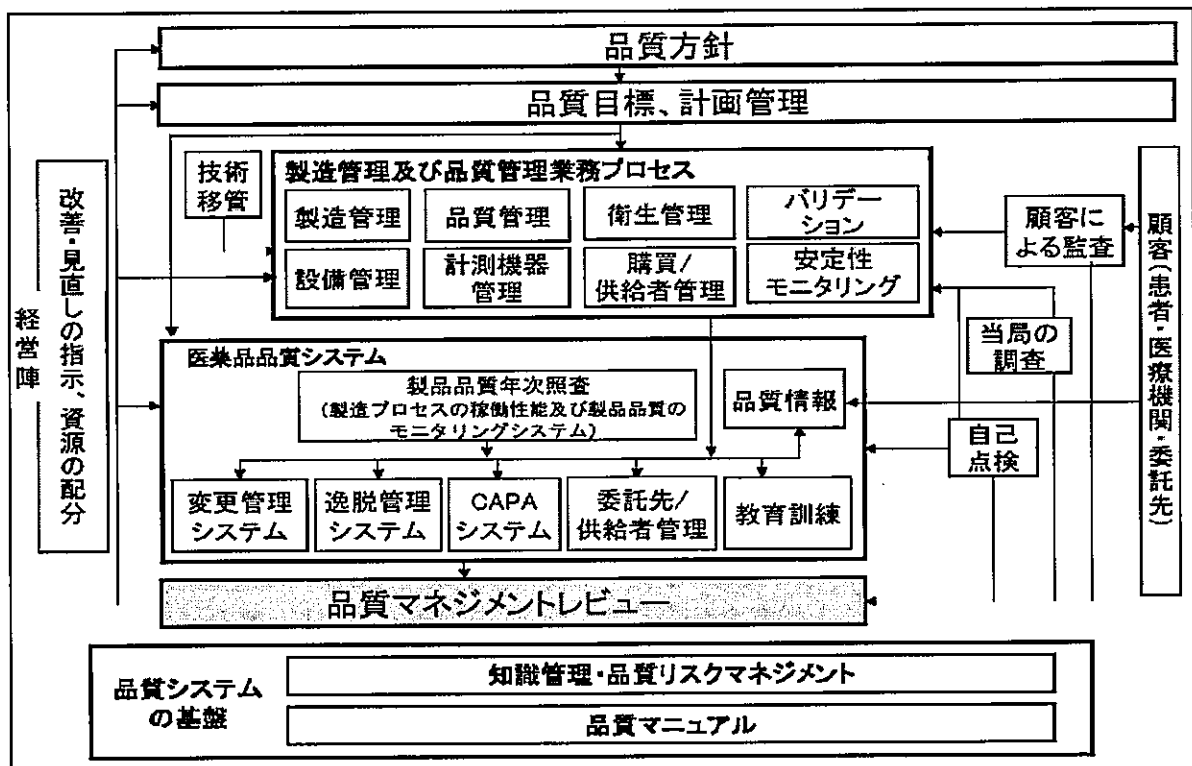 品質方針
品質目標、計画管理
技術
移管
製造管理及び品質管理業務プロセス
製造管理
品質管理
衛生管理
バリデー
ション
設備管理
計測機器
管理
購買/
供給者管理
安定性
モニタリング
顧客に
よる監査
顧客(患者・医療機関・委託先)
経営陣
改善・見直しの指示、資源の配分
当局の
調査
医薬品品質システム
製品品質年次照査
(製造プロセスの稼働性能及び製品品質の
モニタリングシステム)
品質情報
自己
点検
変更管理
システム
逸脱管理
システム
CAPA
システム
委託先/
供給者管理
教育訓練
品質マネジメントレビュー
品質システム
の基盤
知識管理・品質リスクマネジメント
品質マニュアル